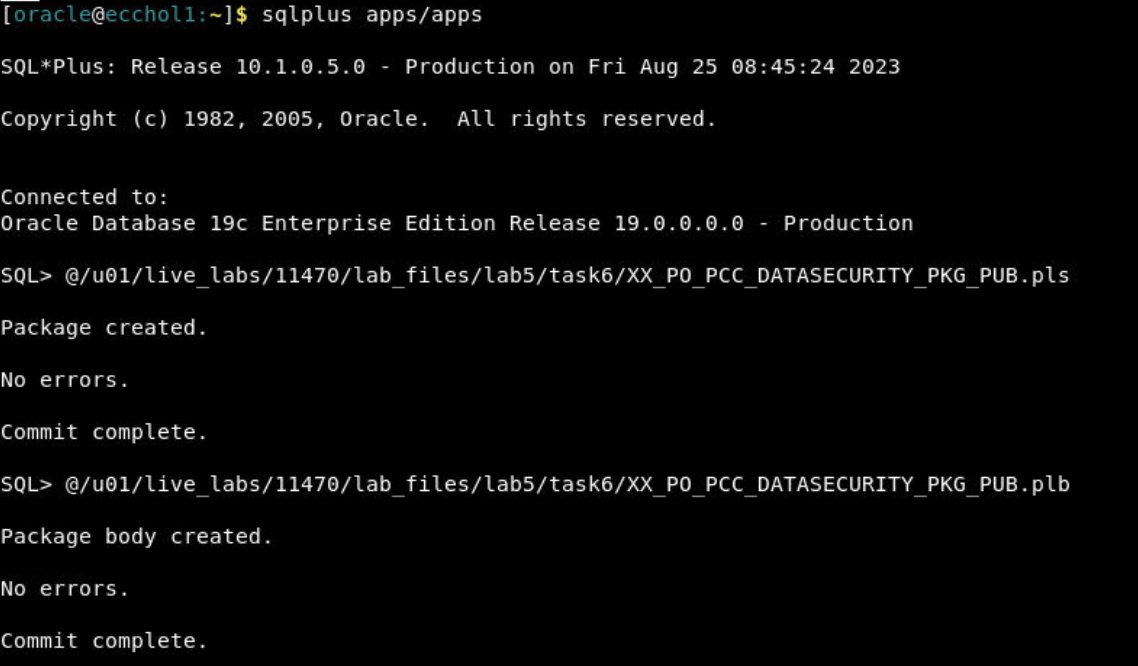 [oracle@ecchol1:~]$ sqlplus apps/apps
SQL*Plus: Release 10.1.0.5.0 - Production on Fri Aug 25 08:45:24 2023
Copyright (c) 1982, 2005, Oracle.  All rights reserved.
Connected to:
Oracle Database 19c Enterprise Edition Release 19.0.0.0.0 - Production
SQL> @/u01/live_labs/11470/lab_files/lab5/task6/XX_PO_PCC_DATASECURITY_PKG_PUB.pls
Package created.
No errors.
Commit complete.
SQL> @/u01/live_labs/11470/lab_files/lab5/task6/XX_PO_PCC_DATASECURITY_PKG_PUB.plb
Package body created.
No errors.
Commit complete.